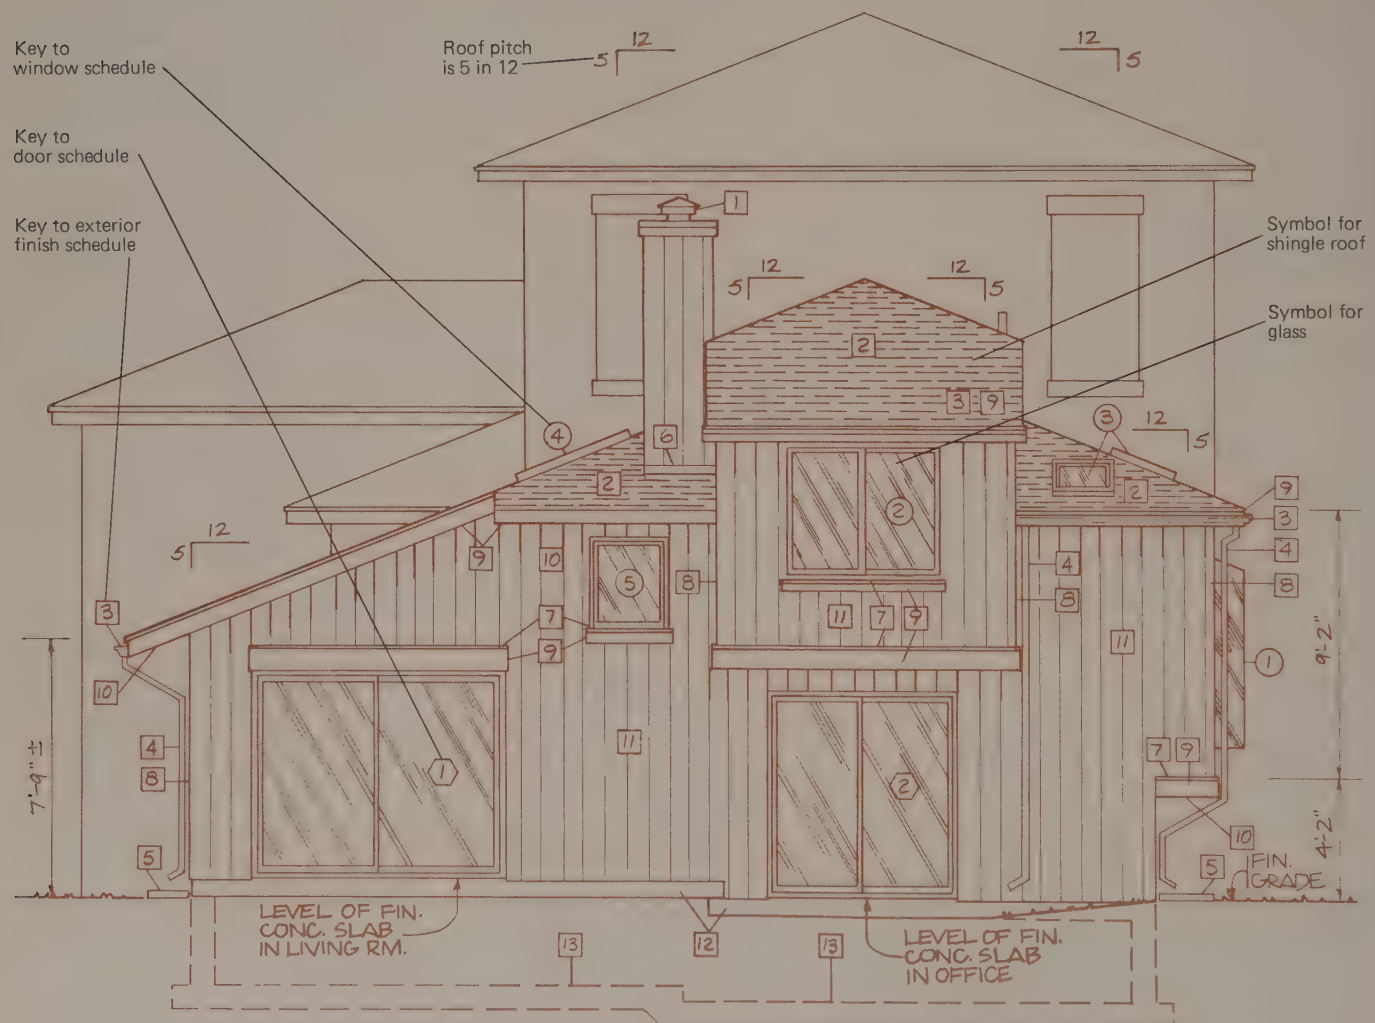 Key to
window schedule
Key to
door schedule
Key to exterior
finish schedule
Roof pitch
is 5 in 12
12
5
12
5
1
Symbol for
shingle roof
Symbol for
glass
12
5
12
5
2
3
9
3
12
5
4
6
2
2
9
3
4
12
5
9
10
5
2
8
4
8
8
3
7
9
11
7
9
11
1
9'-2"
10
7'-9" ±
4
8
11
1
2
7
9
10
4'-2"
5
5
FIN.
GRADE
LEVEL OF FIN.
CONC. SLAB
IN LIVING RM.
13
12
13
LEVEL OF FIN.
CONC. SLAB
IN OFFICE